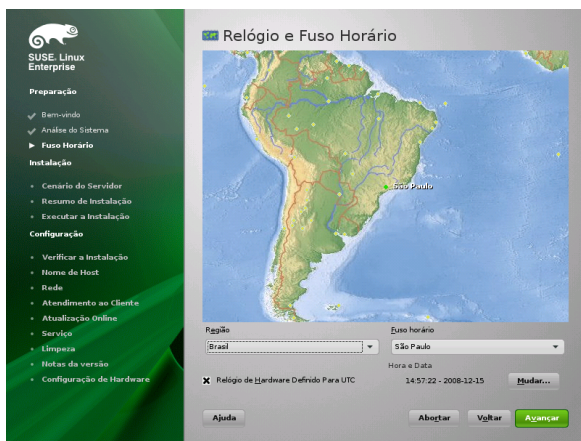 SUSE. Linux
Enterprise
Preparação
Bem-vindo
Análise do Sistema
Fuso Horário
Instalação
Cenário do Servidor
Resumo de Instalação
Executar a Instalação
Configuração
Verificar a Instalação
Nome de Host
Rede
Atendimento ao Cliente
Atualização Online
Serviço
Limpeza
Notas da versão
Configuração de Hardware
Relógio e Fuso Horário
São Paulo
Região
Brasil
Fuso horário
São Paulo
Relógio de Hardware Definido Para UTC
Hora e Data
14:57:22 - 2008-12-15
Mudar...
Ajuda
Abortar
Voltar
Avançar